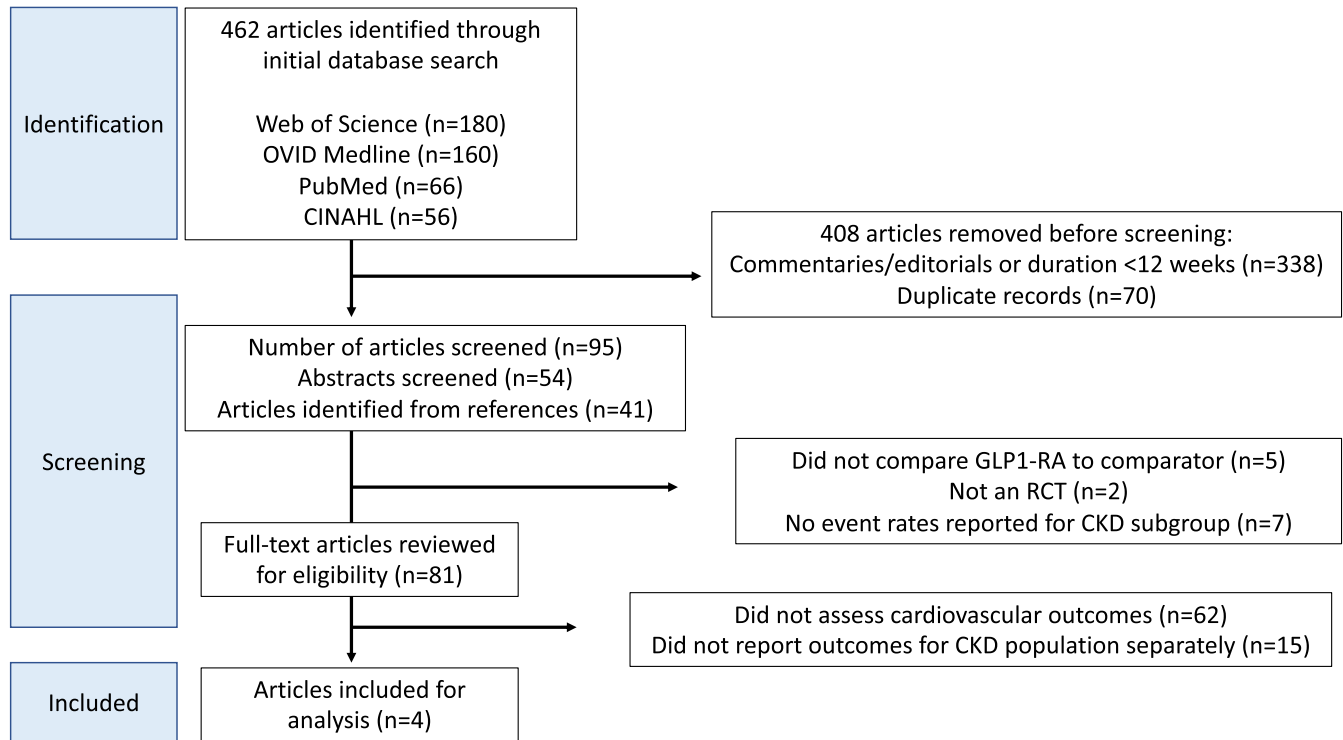 Identification
462 articles identified through
initial database search
Web of Science (n=180)
OVID Medline (n=160)
PubMed (n=66)
CINAHL (n=56)
408 articles removed before screening:
Commentaries/editorials or duration <12 weeks (n=338)
Duplicate records (n=70)
Screening
Number of articles screened (n=95)
Abstracts screened (n=54)
Articles identified from references (n=41)
Did not compare GLP1-RA to comparator (n=5)
Not an RCT (n=2)
No event rates reported for CKD subgroup (n=7)
Full-text articles reviewed
for eligibility (n=81)
Did not assess cardiovascular outcomes (n=62)
Did not report outcomes for CKD population separately (n=15)
Included
Articles included for
analysis (n=4)